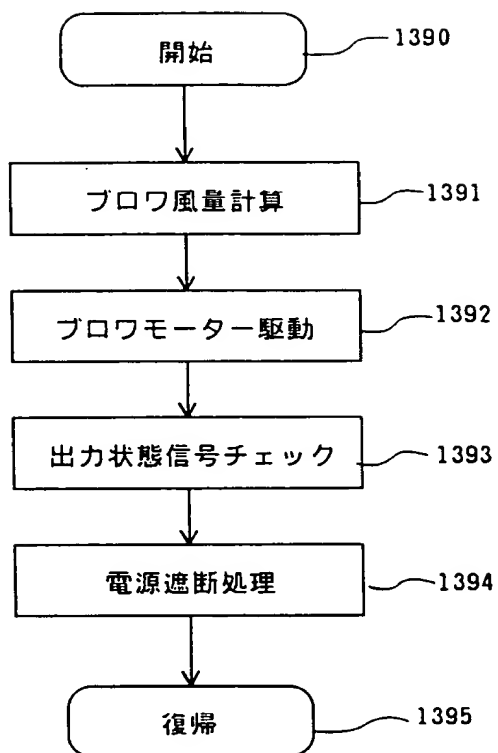 開始
1390
ブロワ風量計算
1391
ブロワモーター駆動
1392
出力状態信号チェック
1393
電源遮断処理
1394
復帰
1395